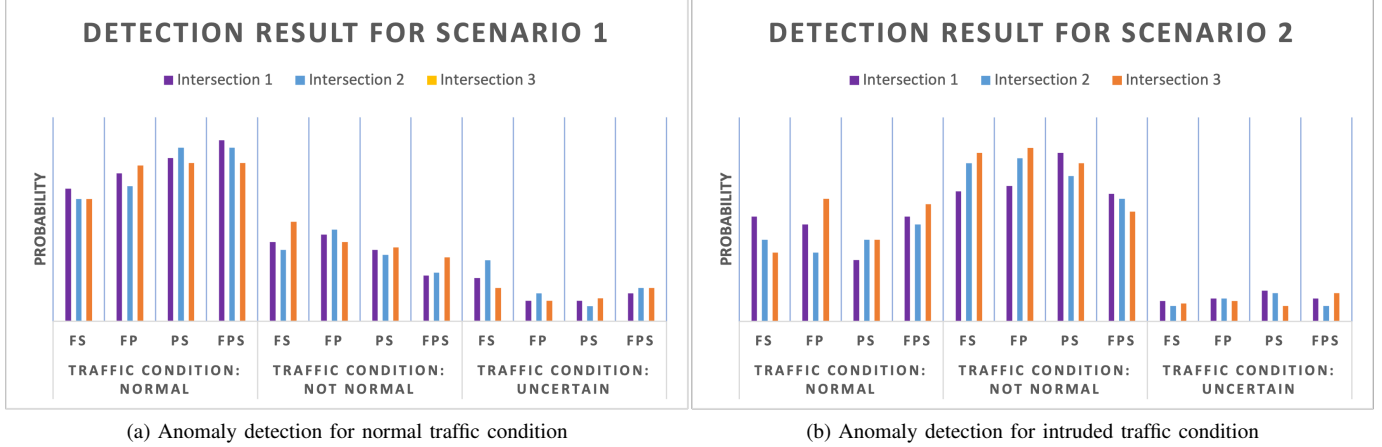 DETECTION RESULT FOR SCENARIO 1
Intersection 1 Intersection 2 Intersection 3
PROBABILITY
FS FP PS FPS FS FP PS FPS FS FP PS FPS
TRAFFIC CONDITION: NORMAL
TRAFFIC CONDITION: NOT NORMAL
TRAFFIC CONDITION: UNCERTAIN
(a) Anomaly detection for normal traffic condition
DETECTION RESULT FOR SCENARIO 2
Intersection 1 Intersection 2 Intersection 3
PROBABILITY
FS FP PS FPS FS FP PS FPS FS FP PS FPS
TRAFFIC CONDITION: NORMAL
TRAFFIC CONDITION: NOT NORMAL
TRAFFIC CONDITION: UNCERTAIN
(b) Anomaly detection for intruded traffic condition